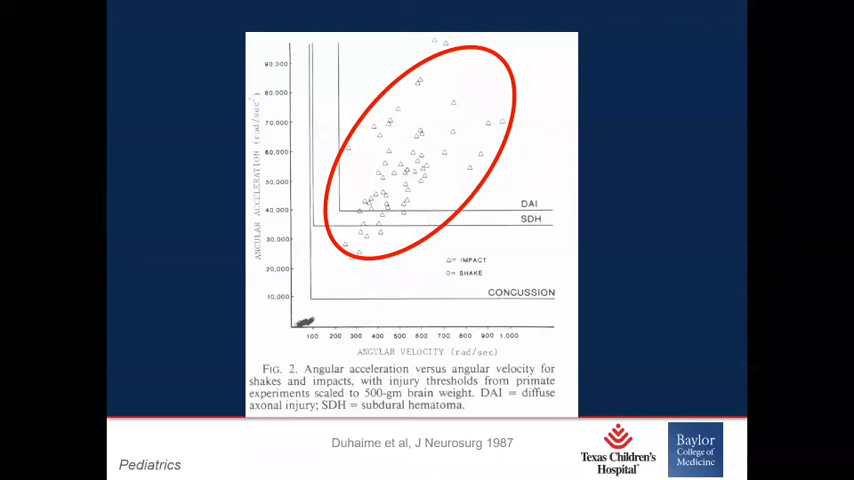 90,000
80,000
70,000
60,000
50,000
40,000
30,000
20,000
10,000
ANGULAR ACCELERATION (rad/sec²)
DAI
SDH
△= IMPACT
○= SHAKE
CONCUSSION
100 200 300 400 500 600 700 800 900 1,000
ANGULAR VELOCITY (rad/sec)
FIG. 2. Angular acceleration versus angular velocity for
shakes and impacts, with injury thresholds from primate
experiments scaled to 500-gm brain weight. DAI = diffuse
axonal injury; SDH = subdural hematoma.
Duhaime et al, J Neurosurg 1987
Pediatrics
Texas Children's
Hospital®
Baylor
College of
Medicine